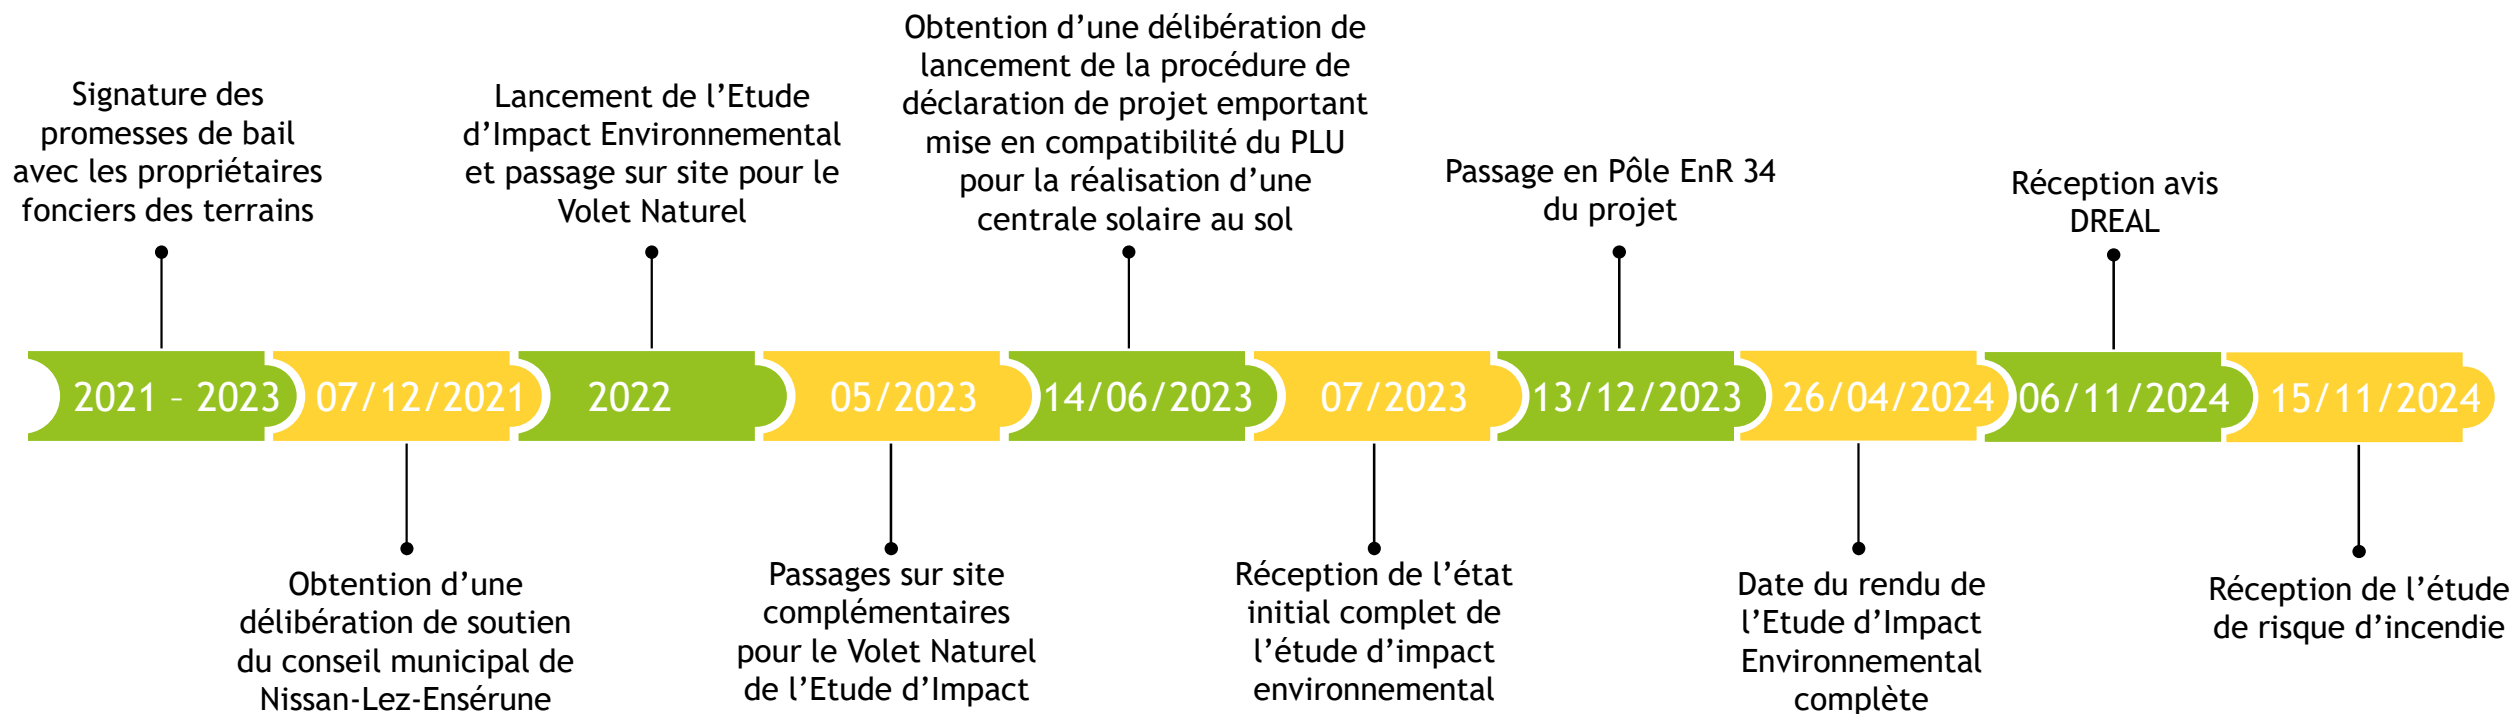 Signature des
promesses de bail
avec les propriétaires
fonciers des terrains
Lancement de l’Etude
d’Impact Environnemental
et passage sur site pour le
Volet Naturel
Obtention d’une délibération de
lancement de la procédure de
déclaration de projet emportant
mise en compatibilité du PLU
pour la réalisation d’une
centrale solaire au sol
Passage en Pôle EnR 34
du projet
Réception avis
DREAL
2021 – 2023
07/12/2021
2022
05/2023
14/06/2023
07/2023
13/12/2023
26/04/2024
06/11/2024
15/11/2024
Obtention d’une
délibération de soutien
du conseil municipal de
Nissan-Lez-Ensérune
Passages sur site
complémentaires
pour le Volet Naturel
de l’Etude d’Impact
Réception de l’état
initial complet de
l’étude d’impact
environnemental
Date du rendu de
l’Etude d’Impact
Environnemental
complète
Réception de l’étude
de risque d’incendie